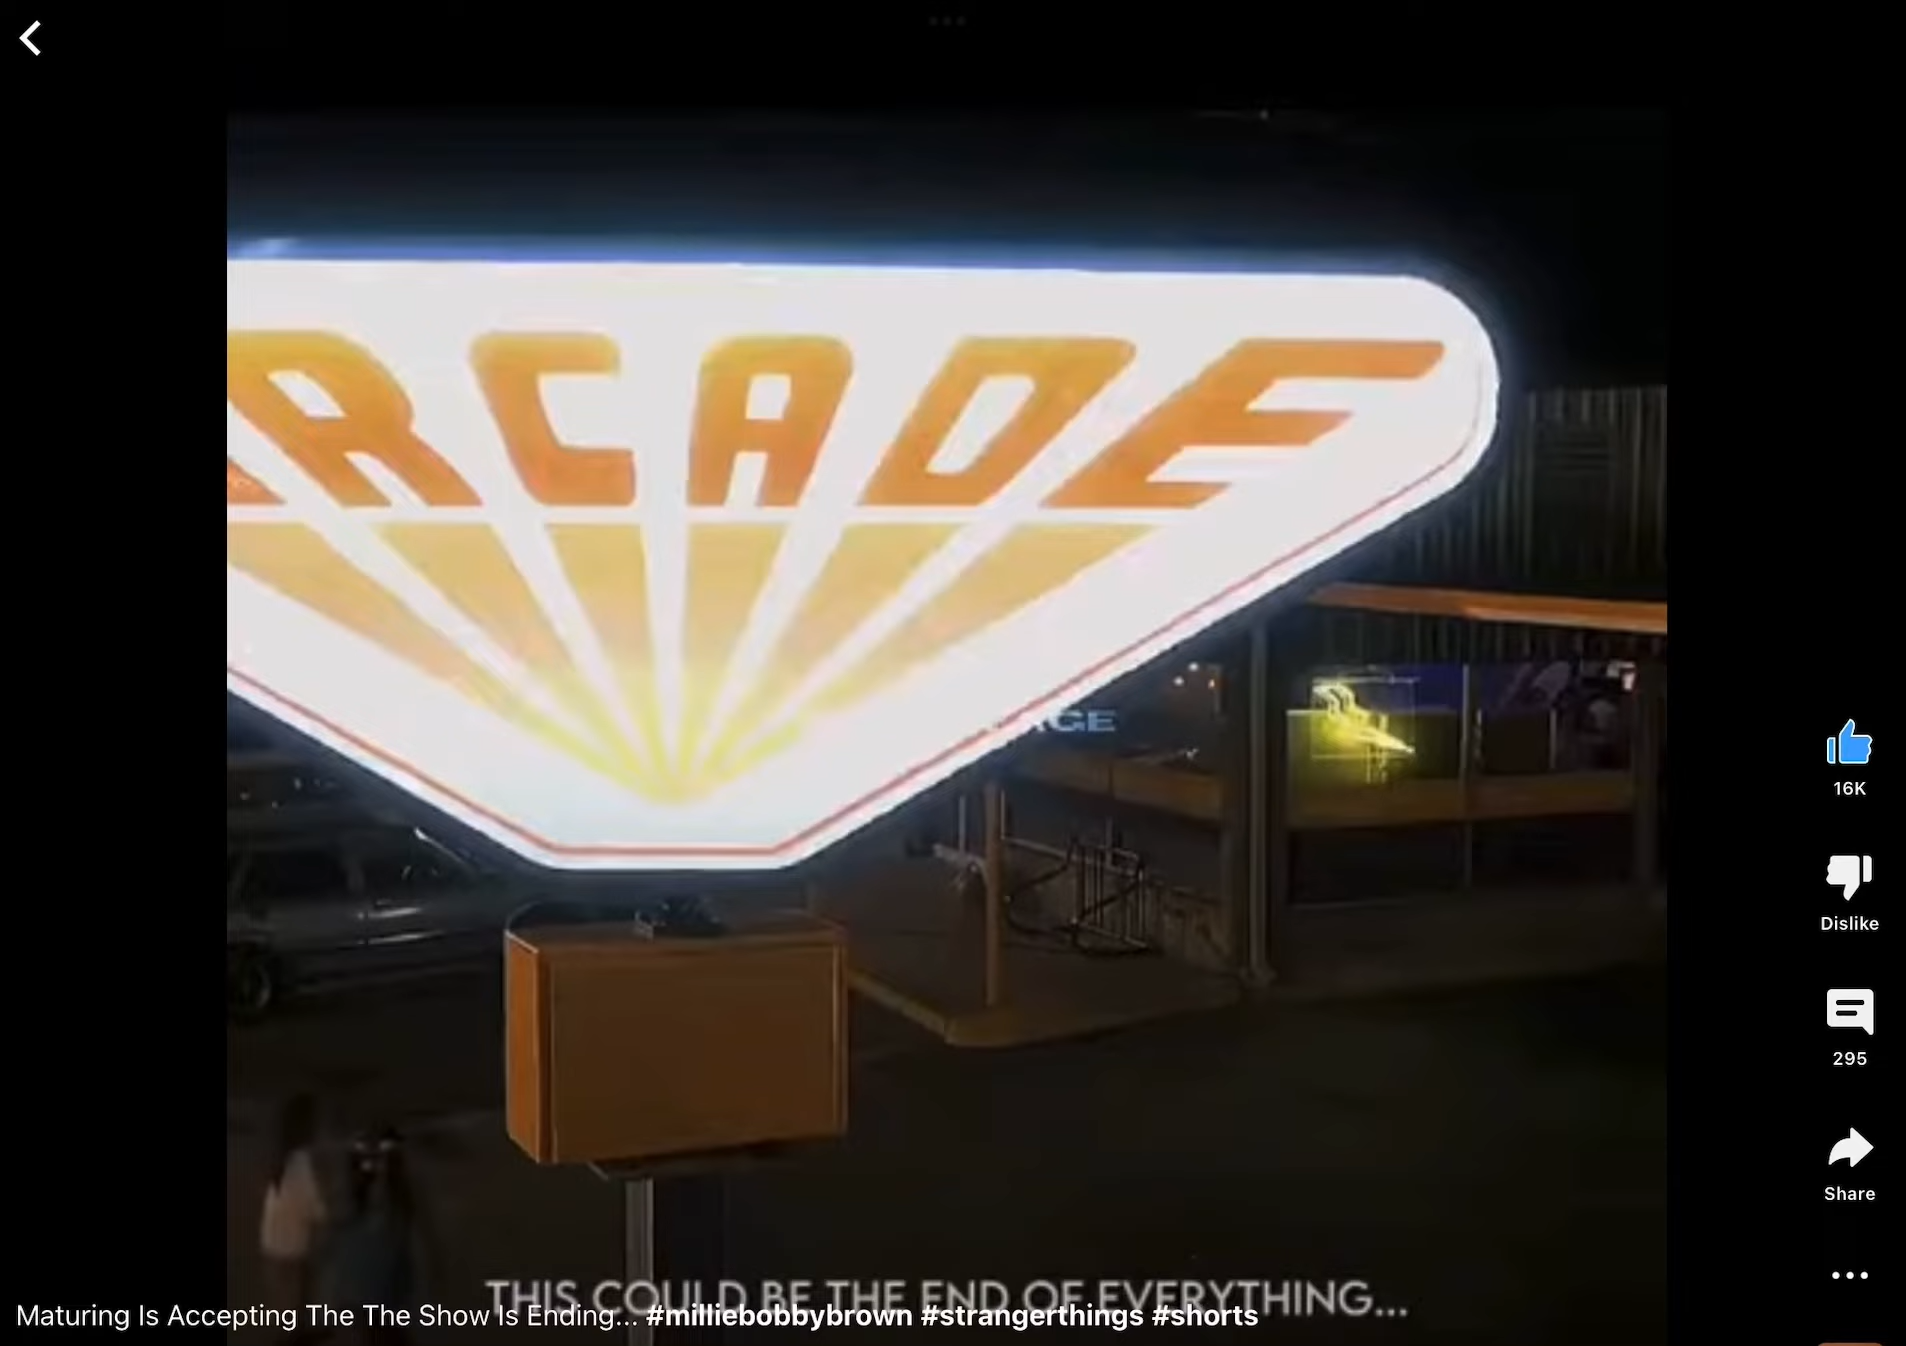 RCADE
AGE
16K
Dislike
295
Share
THIS COULD BE THE END OF EVERYTHING...
Maturing Is Accepting The The Show Is Ending... #milliebobbybrown #strangerthings #shorts